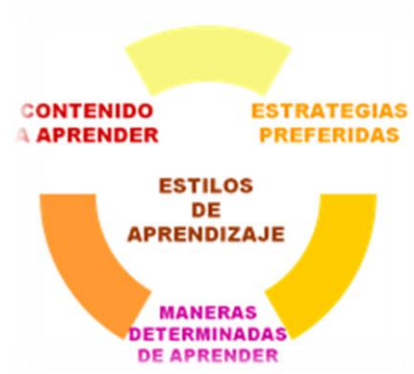 CONTENIDO
A APRENDER
ESTRATEGIAS
PREFERIDAS
ESTILOS
DE
APRENDIZAJE
MANERAS
DETERMINADAS
DE APRENDER